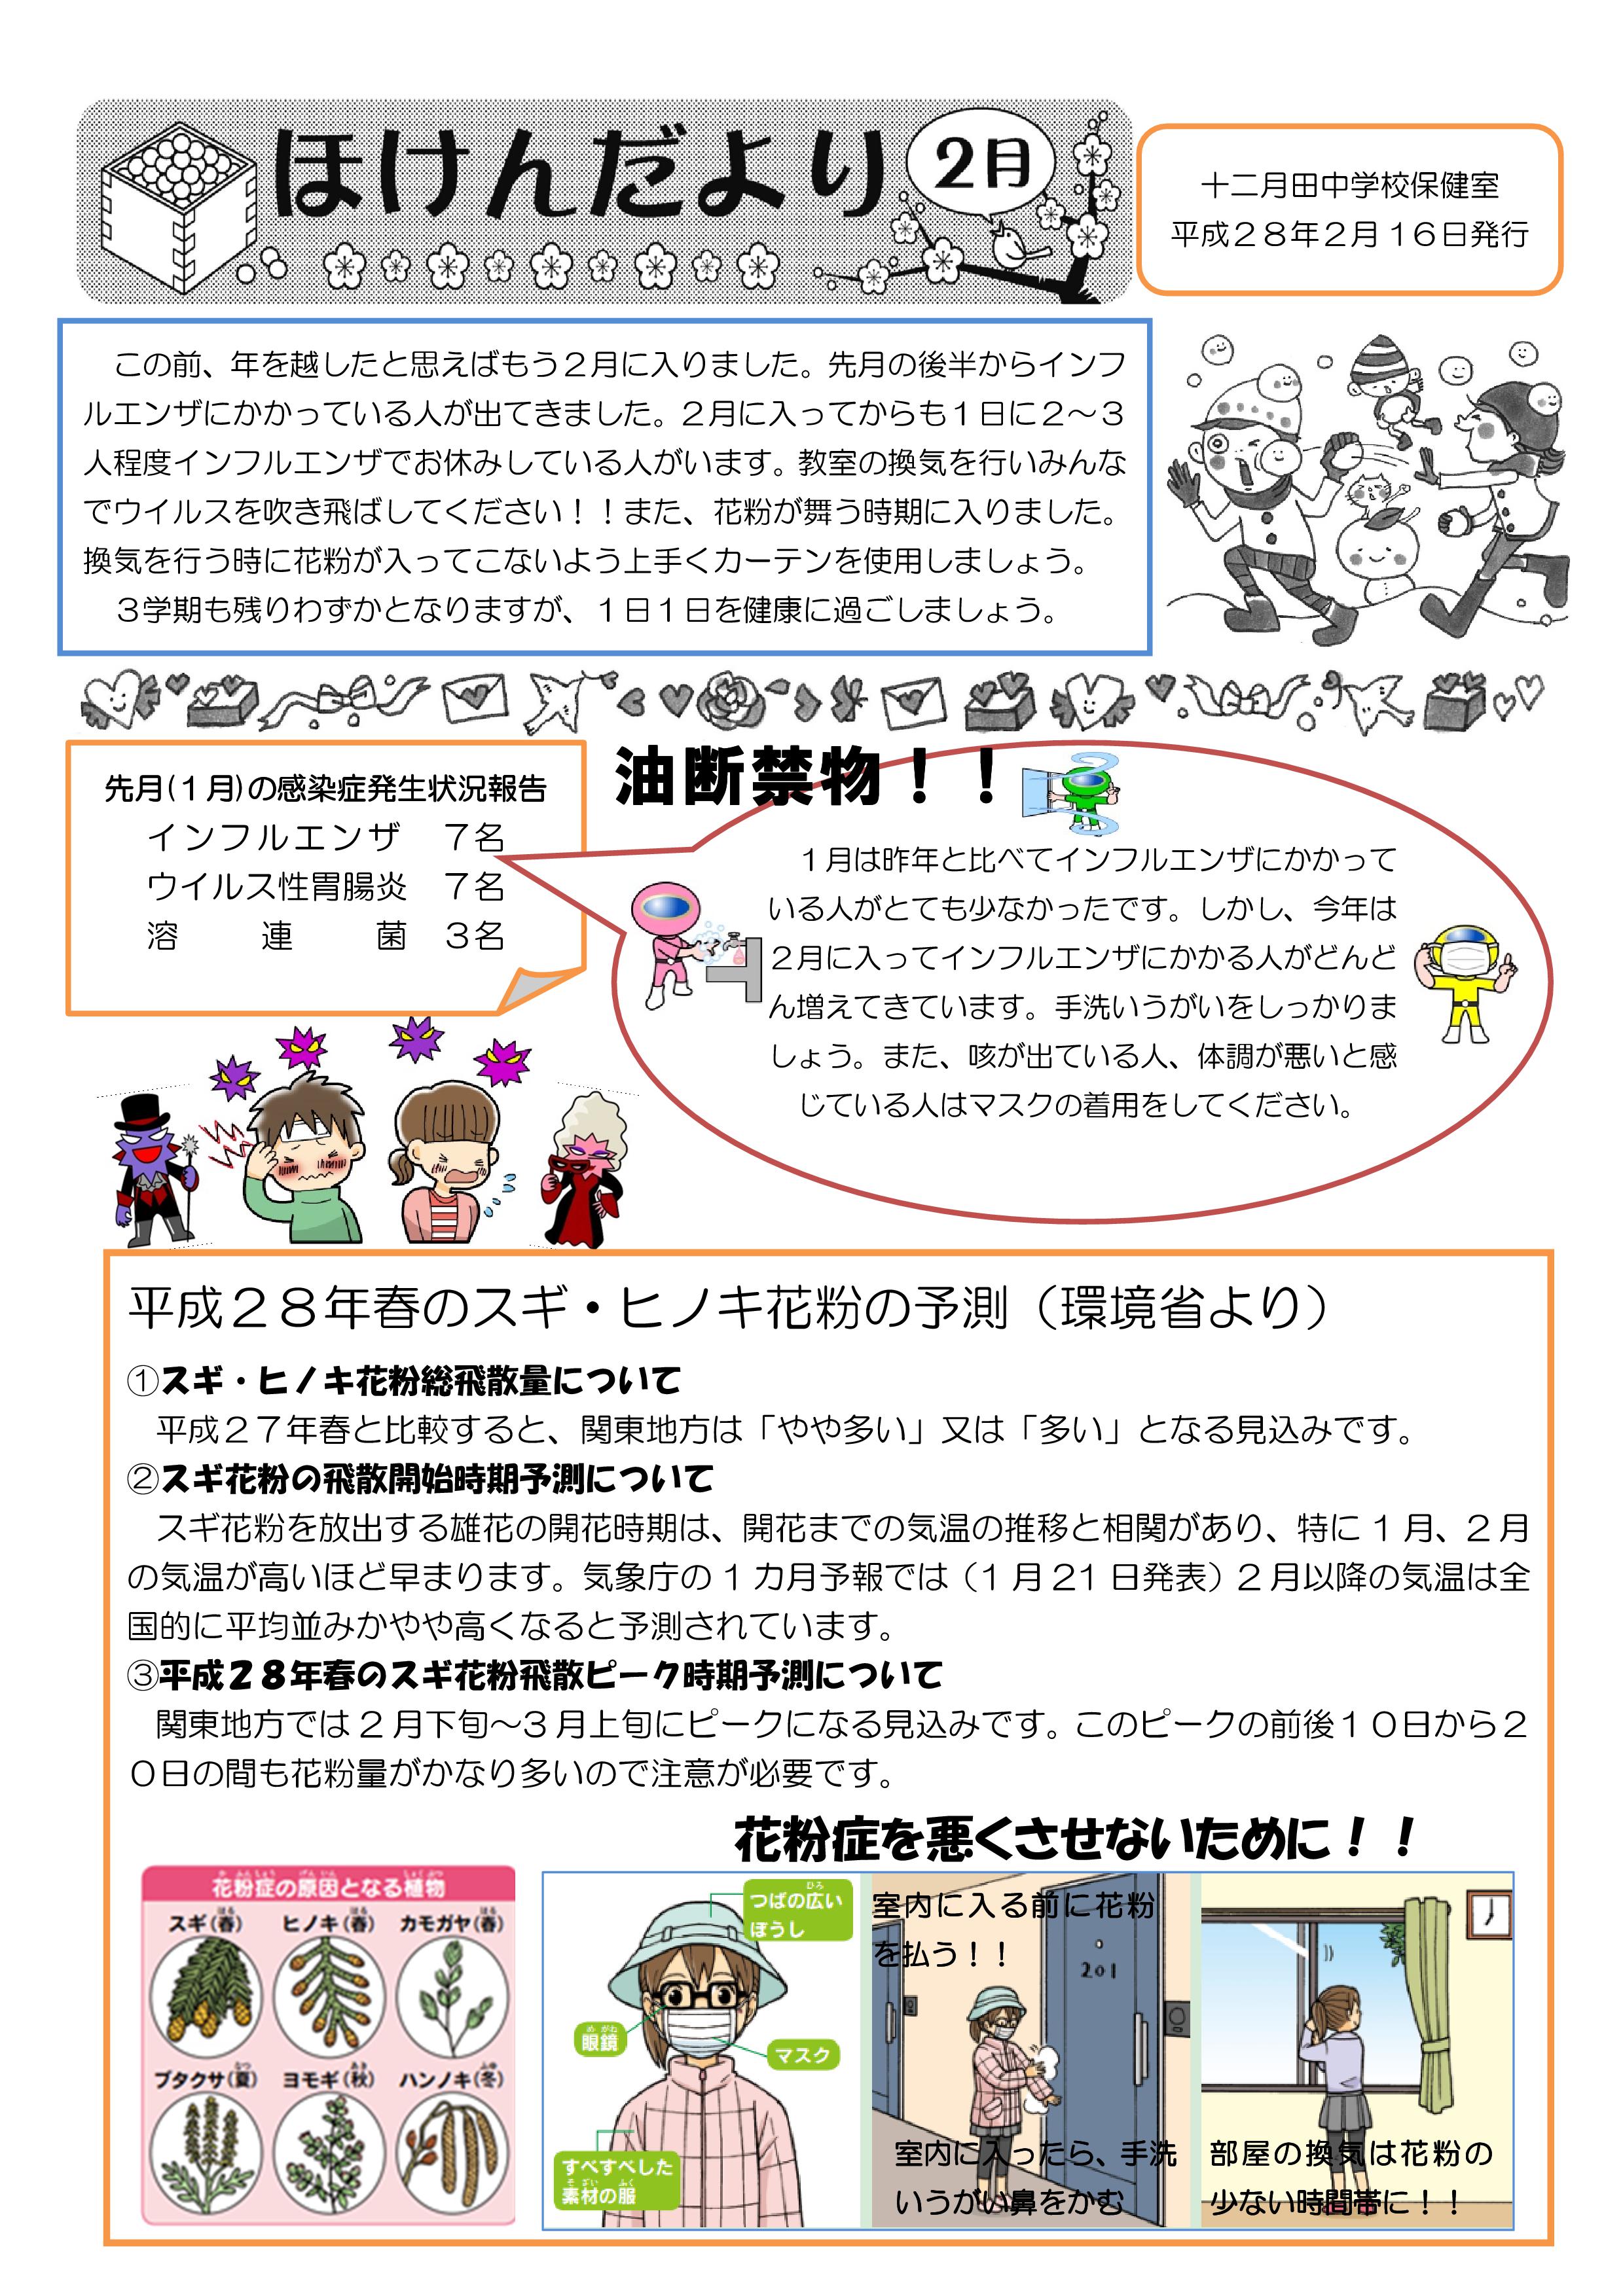 ほけんだより
2月
十二月田中学校保健室
平成２８年２月１６日発行
この前、年を越したと思えばもう２月に入りました。先月の後半からインフ
ルエンザにかかっている人が出てきました。２月に入ってからも１日に２～３
人程度インフルエンザでお休みしている人がいます。教室の換気を行いみんな
でウイルスを吹き飛ばしてください！！また、花粉が舞う時期に入りました。
換気を行う時に花粉が入ってこないよう上手くカーテンを使用しましょう。
３学期も残りわずかとなりますが、１日１日を健康に過ごしましょう。
先月(１月)の感染症発生状況報告
インフルエンザ　７名
ウイルス性胃腸炎　７名
溶連菌　３名
油断禁物！！
１月は昨年と比べてインフルエンザにかかって
いる人がとても少なかったです。しかし、今年は
２月に入ってインフルエンザにかかる人がどんど
ん増えてきています。手洗いうがいをしっかりま
しょう。また、咳が出ている人、体調が悪いと感
じている人はマスクの着用をしてください。
平成２８年春のスギ・ヒノキ花粉の予測（環境省より）
①スギ・ヒノキ花粉総飛散量について
平成２７年春と比較すると、関東地方は「やや多い」又は「多い」となる見込みです。
②スギ花粉の飛散開始時期予測について
スギ花粉を放出する雄花の開花時期は、開花までの気温の推移と相関があり、特に 1 月、2 月
の気温が高いほど早まります。気象庁の 1 カ月予報では（1 月 21 日発表）2 月以降の気温は全
国的に平均並みかやや高くなると予測されています。
③平成２８年春のスギ花粉飛散ピーク時期予測について
関東地方では 2 月下旬～3 月上旬にピークになる見込みです。このピークの前後１０日から２
０日の間も花粉量がかなり多いので注意が必要です。
花粉症を悪くさせないために！！
花粉症の原因となる植物
スギ（春） ヒノキ（春） カモガヤ（春）
ブタクサ（夏） ヨモギ（秋） ハンノキ（冬）
つばの広い
ぼうし
眼鏡
マスク
すべすべした
素材の服
室内に入る前に花粉
を払う！！
201
室内に入ったら、手洗
いうがい鼻をかむ
部屋の換気は花粉の
少ない時間帯に！！